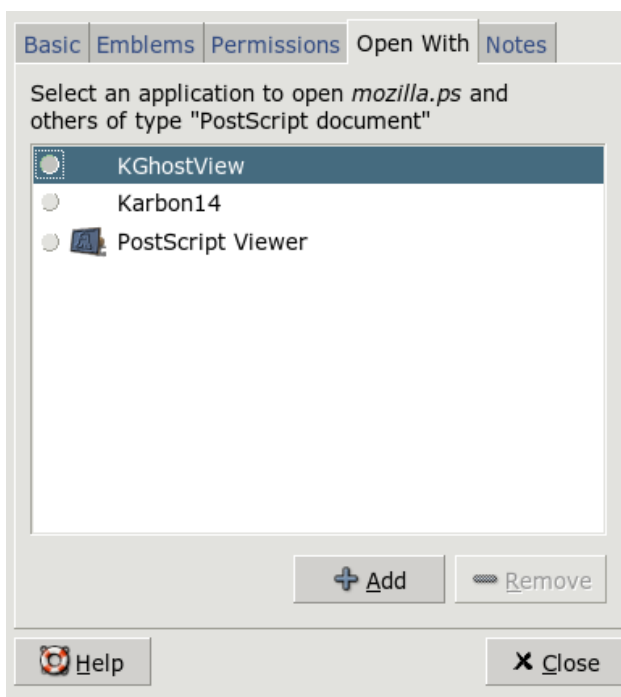 Basic Emblems Permissions Open With Notes
Select an application to open mozilla.ps and
others of type "PostScript document"
KGhostView
Karbon14
PostScript Viewer
Add Remove
Help Close